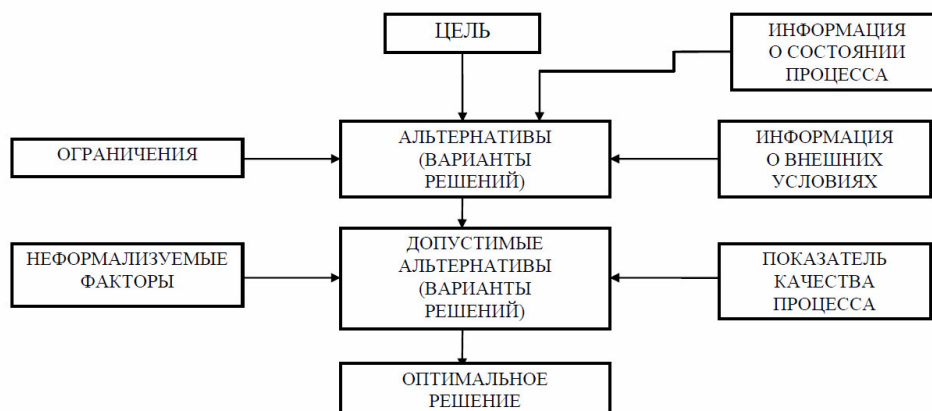 ЦЕЛЬ
ИНФОРМАЦИЯ
О СОСТОЯНИИ
ПРОЦЕССА
ОГРАНИЧЕНИЯ
АЛЬТЕРНАТИВЫ
(ВАРИАНТЫ
РЕШЕНИЙ)
ИНФОРМАЦИЯ
О ВНЕШНИХ
УСЛОВИЯХ
НЕФОРМАЛИЗУЕМЫЕ
ФАКТОРЫ
ДОПУСТИМЫЕ
АЛЬТЕРНАТИВЫ
(ВАРИАНТЫ
РЕШЕНИЙ)
ПОКАЗАТЕЛЬ
КАЧЕСТВА
ПРОЦЕССА
ОПТИМАЛЬНОЕ
РЕШЕНИЕ